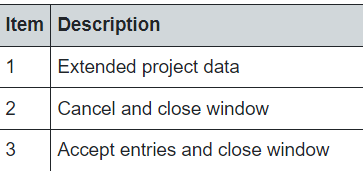 Item Description
1 Extended project data
2 Cancel and close window
3 Accept entries and close window